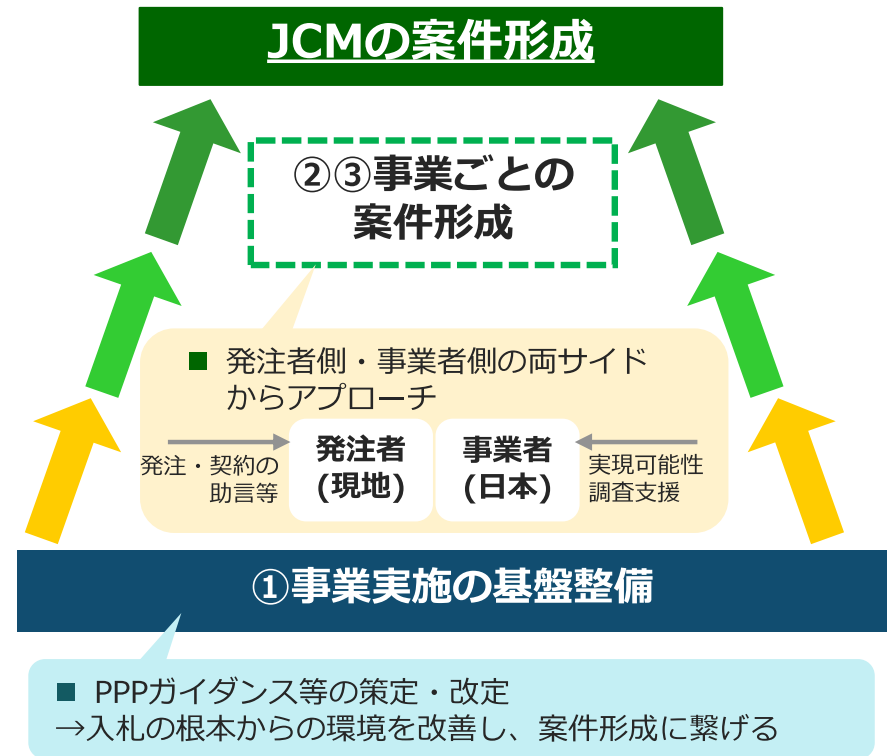 JCMの案件形成
②③事業ごとの
案件形成
■ 発注者側・事業者側の両サイド
からアプローチ
発注・契約の
助言等
発注者
(現地)
事業者
(日本)
実現可能性
調査支援
①事業実施の基盤整備
■ PPPガイダンス等の策定・改定
→入札の根本からの環境を改善し、案件形成に繋げる